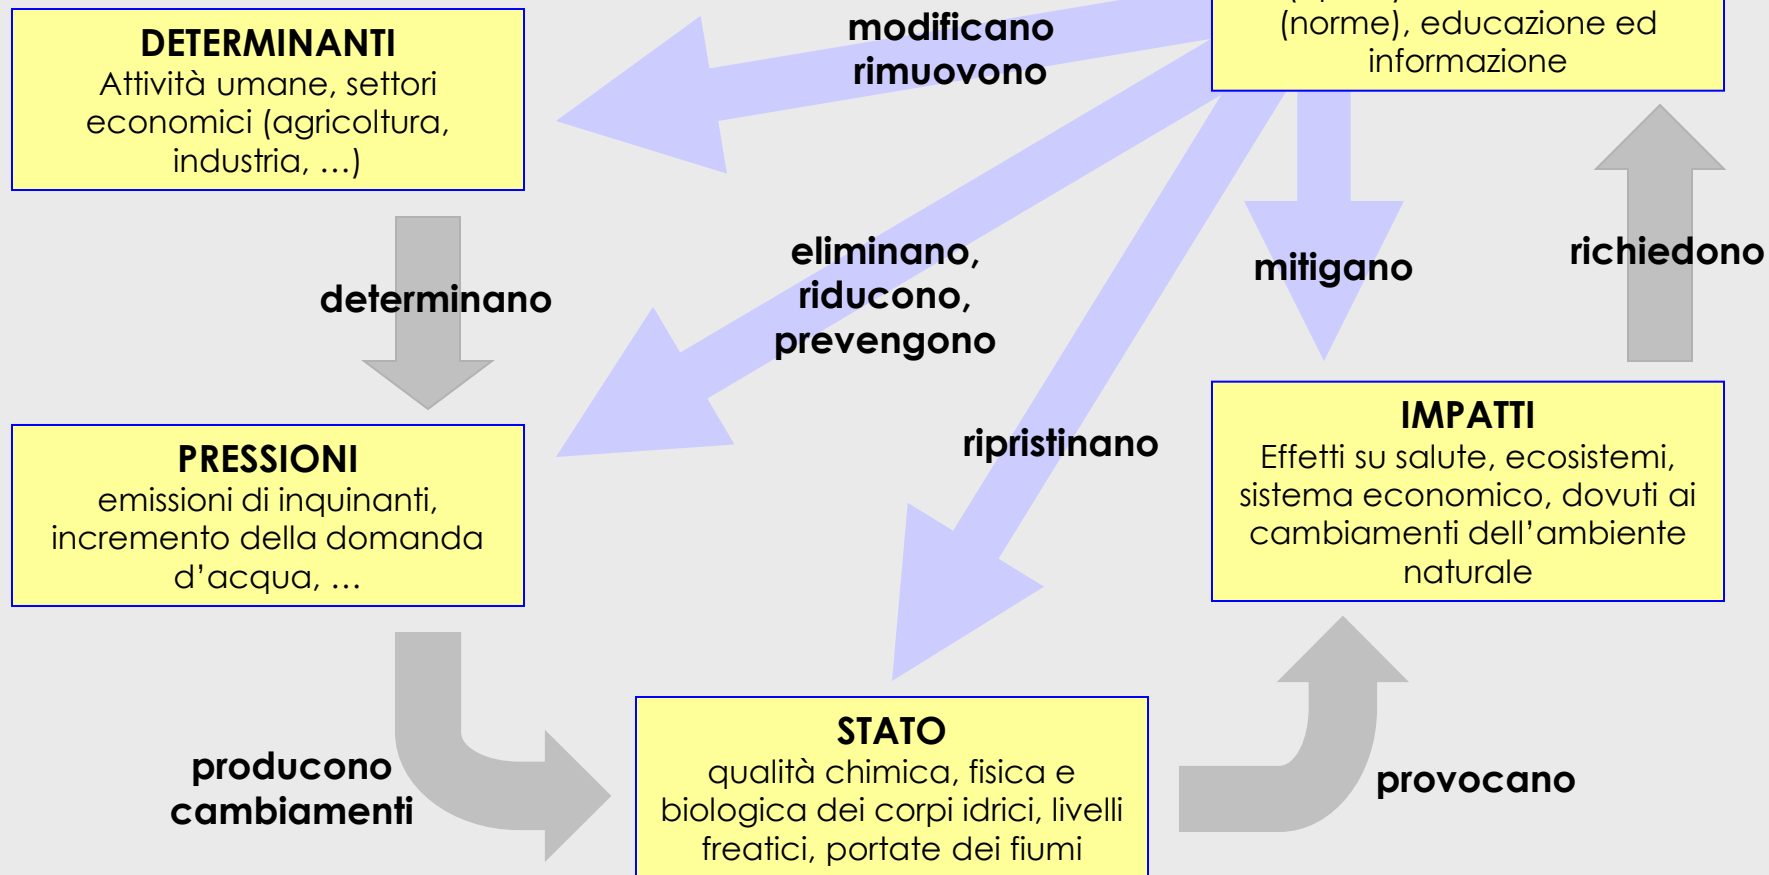 DETERMINANTI
Attività umane, settori
economici (agricoltura,
industria, …)
modificano
rimuovono
(norme), educazione ed
informazione
determinano
eliminano,
riducono,
prevengono
mitigano
richiedono
PRESSIONI
emissioni di inquinanti,
incremento della domanda
d’acqua, …
ripristinano
IMPATTI
Effetti su salute, ecosistemi,
sistema economico, dovuti ai
cambiamenti dell’ambiente
naturale
producono
cambiamenti
STATO
qualità chimica, fisica e
biologica dei corpi idrici, livelli
freatici, portate dei fiumi
provocano